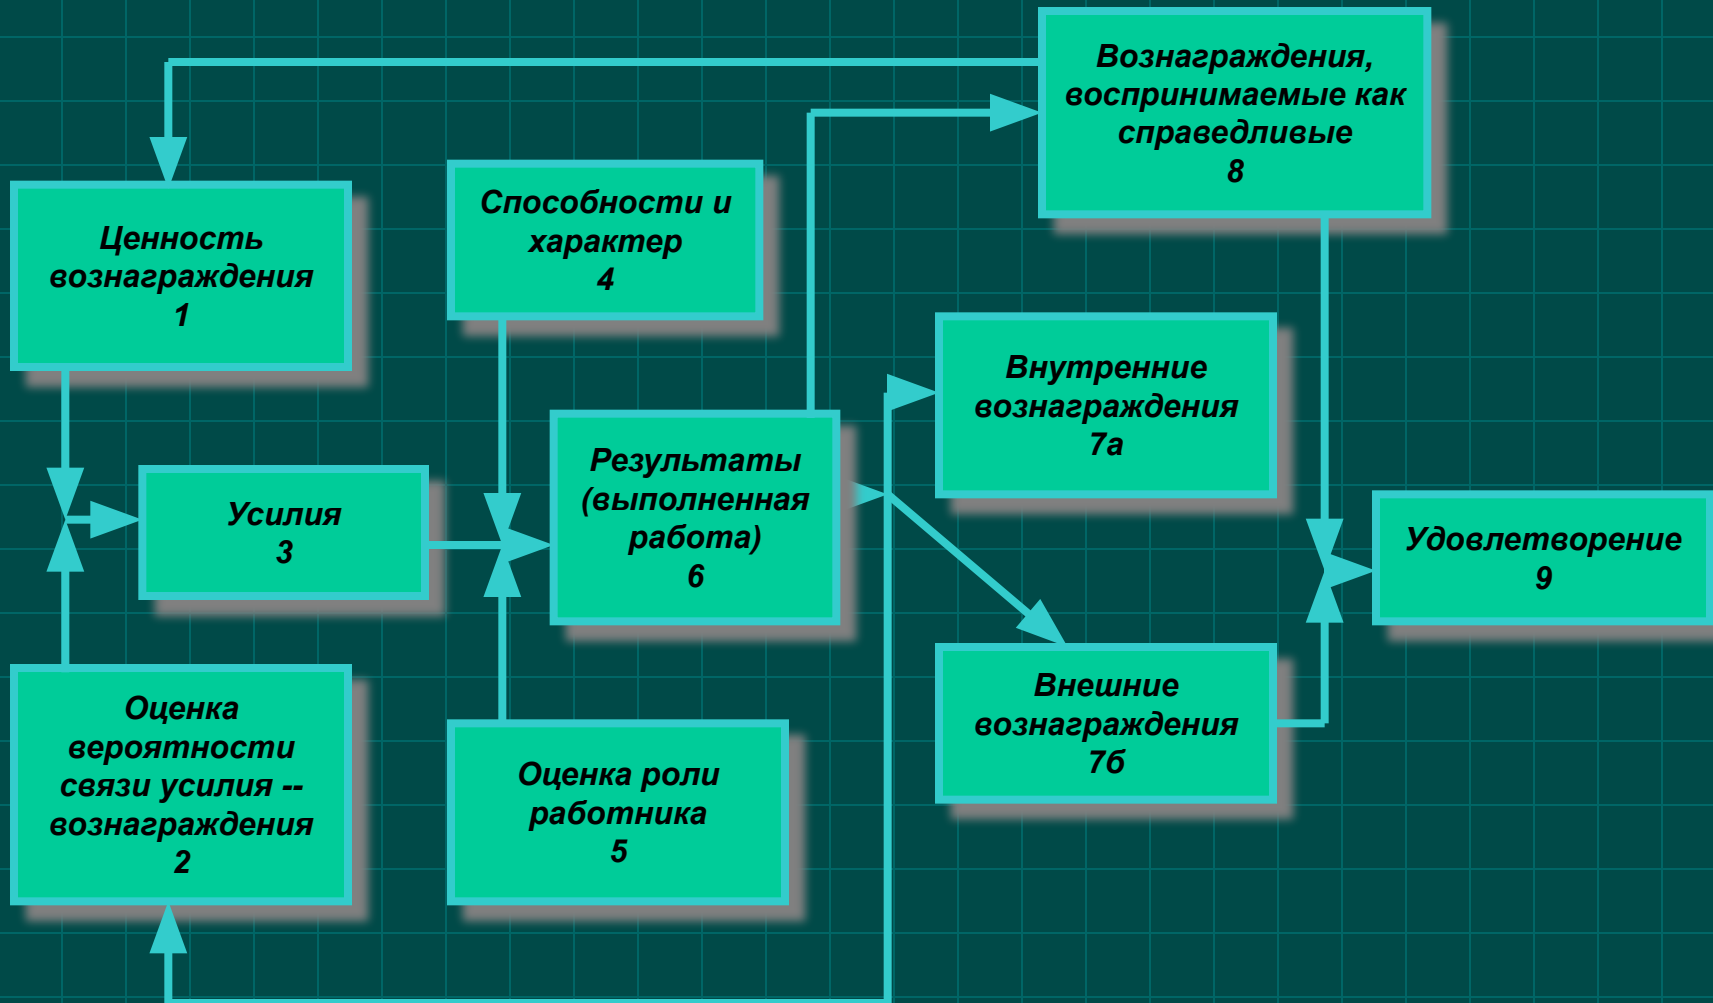 Вознаграждения,
воспринимаемые как
справедливые
8
Ценность
вознаграждения
1
Способности и
характер
4
Внутренние
вознаграждения
7а
Результаты
(выполненная
работа)
6
Усилия
3
Удовлетворение
9
Оценка
вероятности
связи усилия --
вознаграждения
2
Оценка роли
работника
5
Внешние
вознаграждения
7б